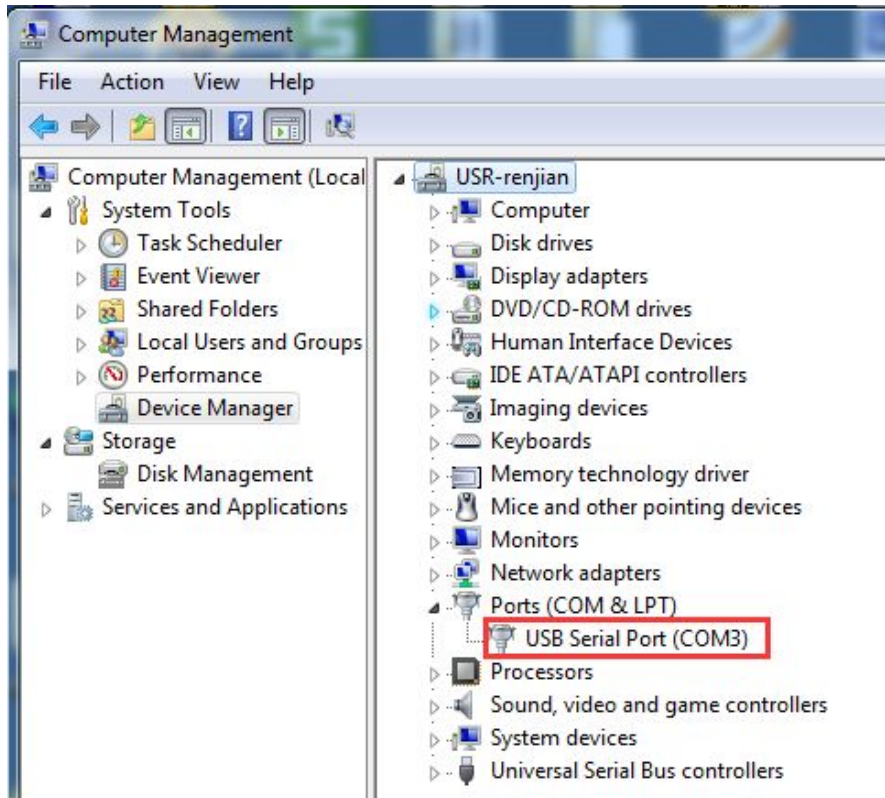 Computer Management
File Action View Help
Computer Management (Local
System Tools
Task Scheduler
Event Viewer
Shared Folders
Local Users and Groups
Performance
Device Manager
Storage
Disk Management
Services and Applications
USR-renjian
Computer
Disk drives
Display adapters
DVD/CD-ROM drives
Human Interface Devices
IDE ATA/ATAPI controllers
Imaging devices
Keyboards
Memory technology driver
Mice and other pointing devices
Monitors
Network adapters
Ports (COM & LPT)
USB Serial Port (COM3)
Processors
Sound, video and game controllers
System devices
Universal Serial Bus controllers